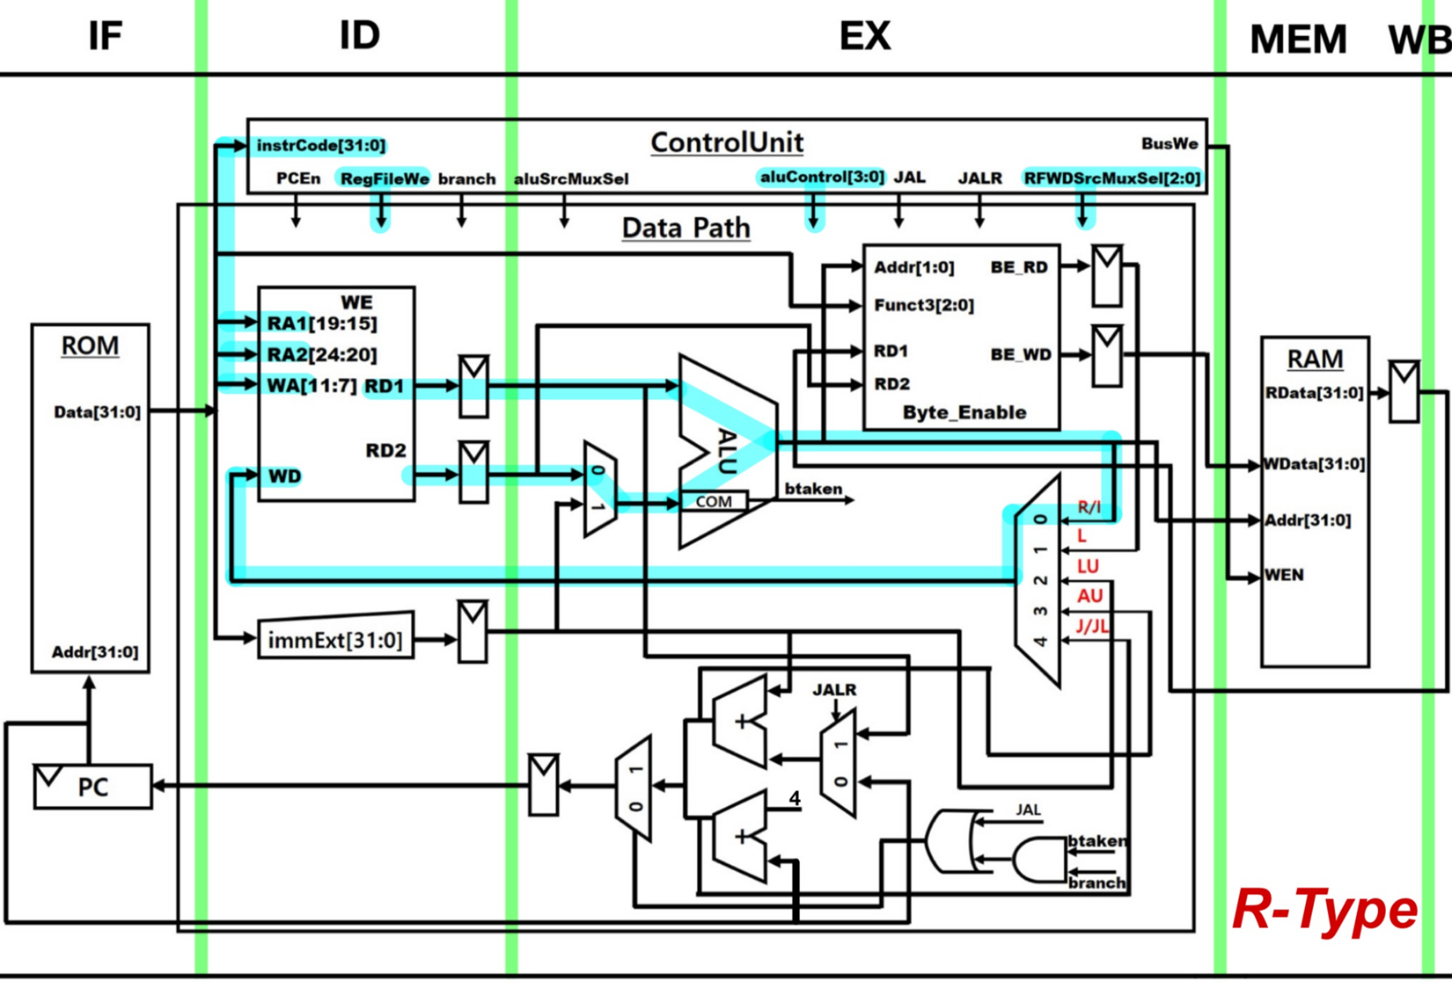 IF ID EX MEM WB
ControlUnit
instrCode[31:0]
BusWe
PCEn RegFileWe branch aluSrcMuxSel aluControl[3:0] JAL JALR RFWDSrcMuxSel[2:0]
Data Path
ROM
Data[31:0]
Addr[31:0]
PC
WE
RA1[19:15]
RA2[24:20]
WA[11:7] RD1
RD2
WD
immExt[31:0]
0
1
ALU
COM
btaken
Addr[1:0] BE_RD
Funct3[2:0]
RD1 BE_WD
RD2
Byte_Enable
0 R/I
1 L
2 LU
3 AU
4 J/JL
RAM
RData[31:0]
WData[31:0]
Addr[31:0]
WEN
+
JALR
1
0
1
0
4
+
JAL
btaken
branch
R-Type